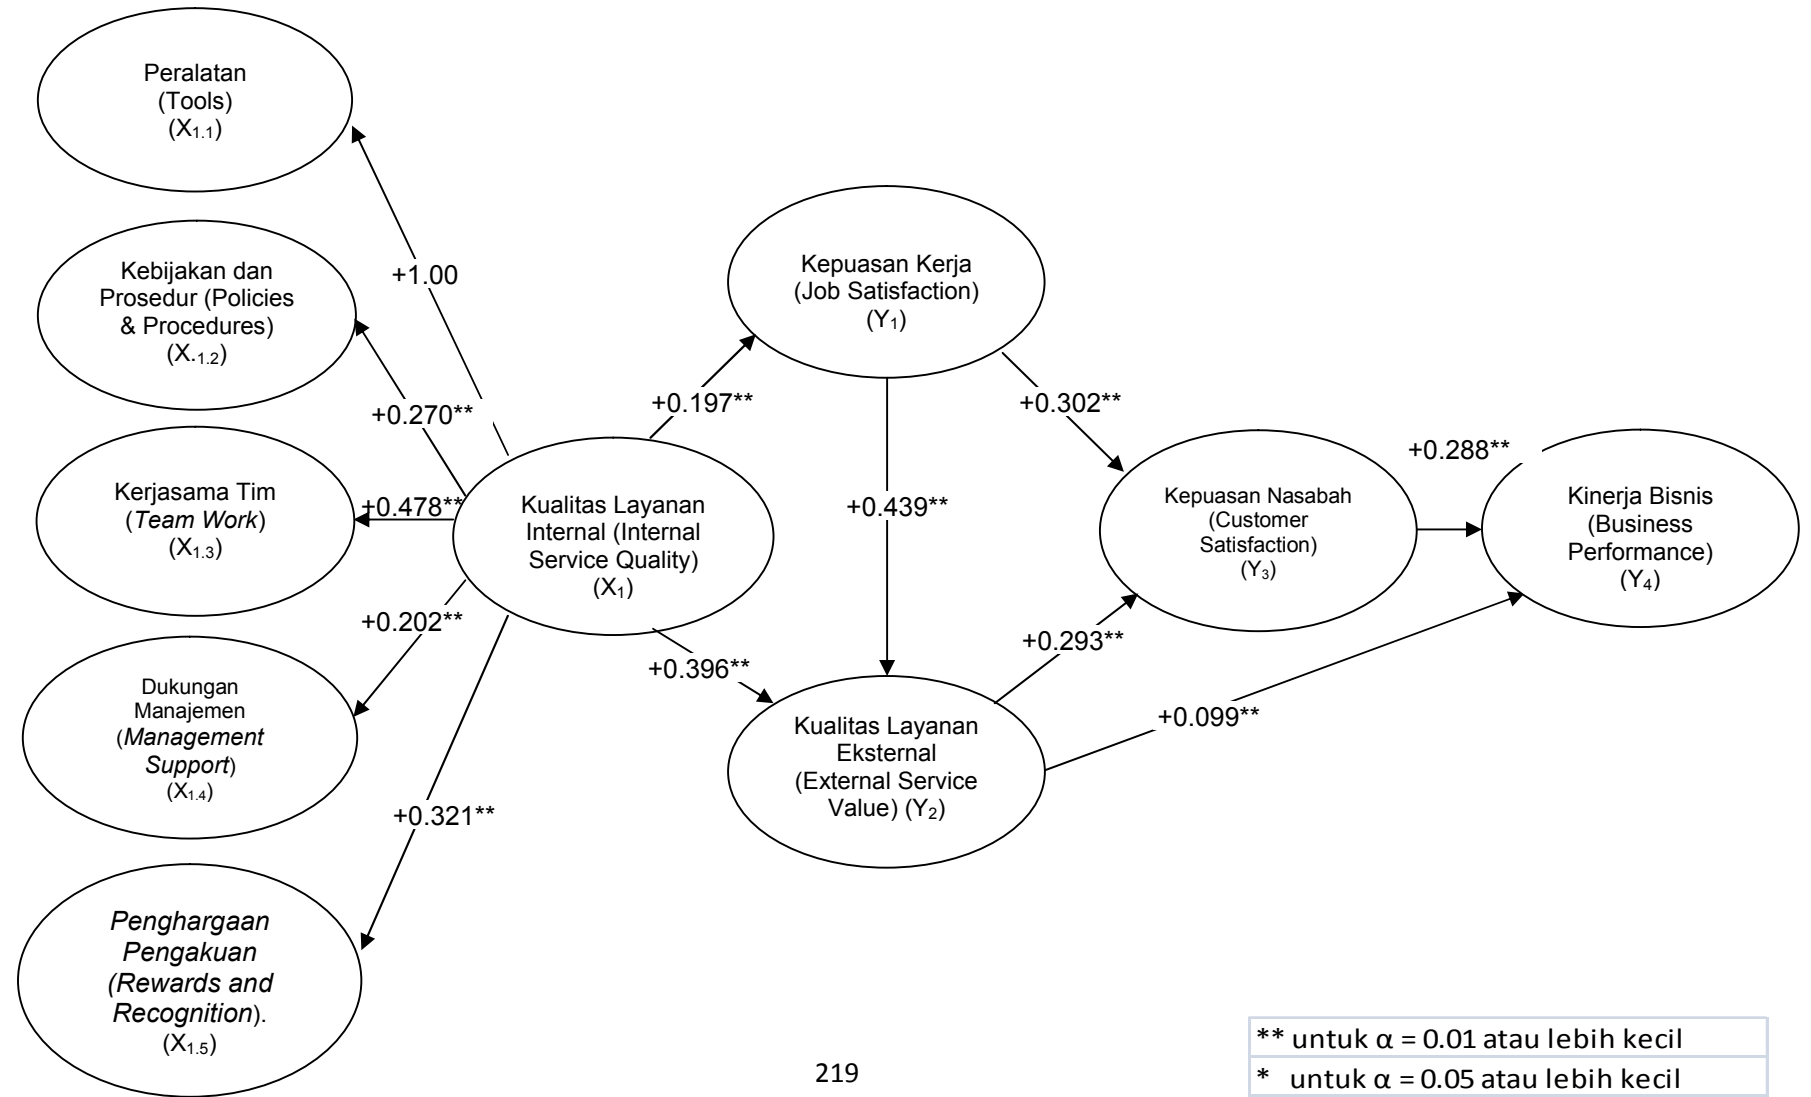 Peralatan
(Tools)
(X1.1)
Kebijakan dan
Prosedur (Policies
& Procedures)
(X.1.2)
Kerjasama Tim
(Team Work)
(X1.3)
Dukungan
Manajemen
(Management
Support)
(X1.4)
Penghargaan
Pengakuan
(Rewards and
Recognition).
(X1.5)
+1.00
+0.270**
+0.478**
+0.202**
+0.321**
Kualitas Layanan
Internal (Internal
Service Quality)
(X1)
+0.197**
+0.396**
Kepuasan Kerja
(Job Satisfaction)
(Y1)
+0.439**
Kualitas Layanan
Eksternal
(External Service
Value) (Y2)
+0.302**
+0.293**
+0.099**
Kepuasan Nasabah
(Customer
Satisfaction)
(Y3)
+0.288**
Kinerja Bisnis
(Business
Performance)
(Y4)
219
** untuk α = 0.01 atau lebih kecil
* untuk α = 0.05 atau lebih kecil